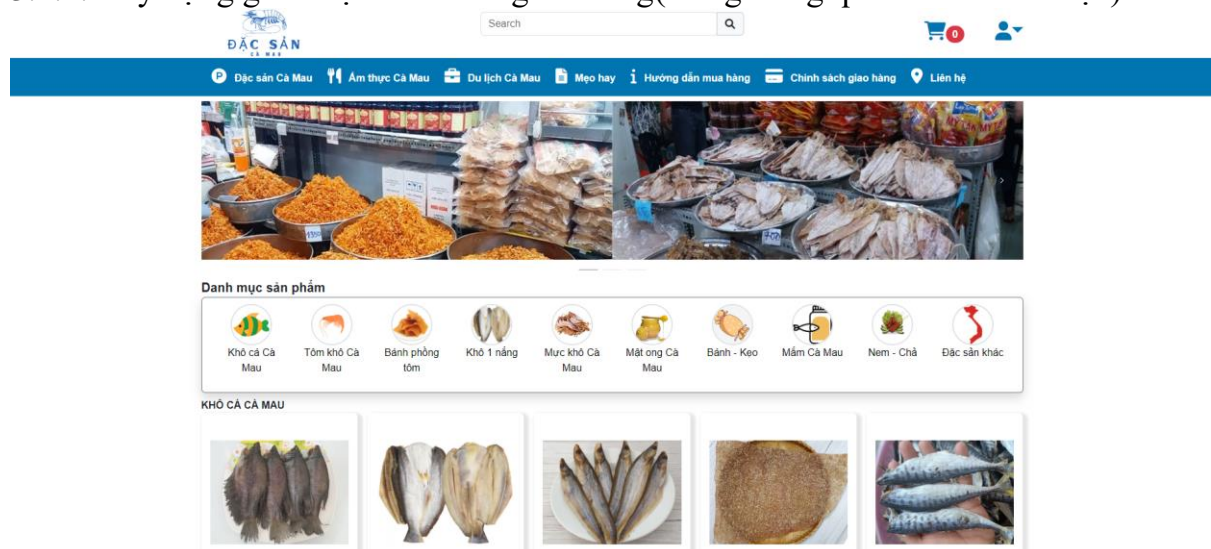 Search
0
ĐẶC SẢN
CÀ MAU
Đặc sản Cà Mau Ẩm thực Cà Mau Du lịch Cà Mau Mẹo hay Hướng dẫn mua hàng Chính sách giao hàng Liên hệ
Danh mục sản phẩm
Khô cá Cà Mau
Tôm khô Cà Mau
Bánh phồng tôm
Khô 1 nắng
Mực khô Cà Mau
Mật ong Cà Mau
Bánh - Kẹo
Mắm Cà Mau
Nem - Chả
Đặc sản khác
KHÔ CÁ CÀ MAU